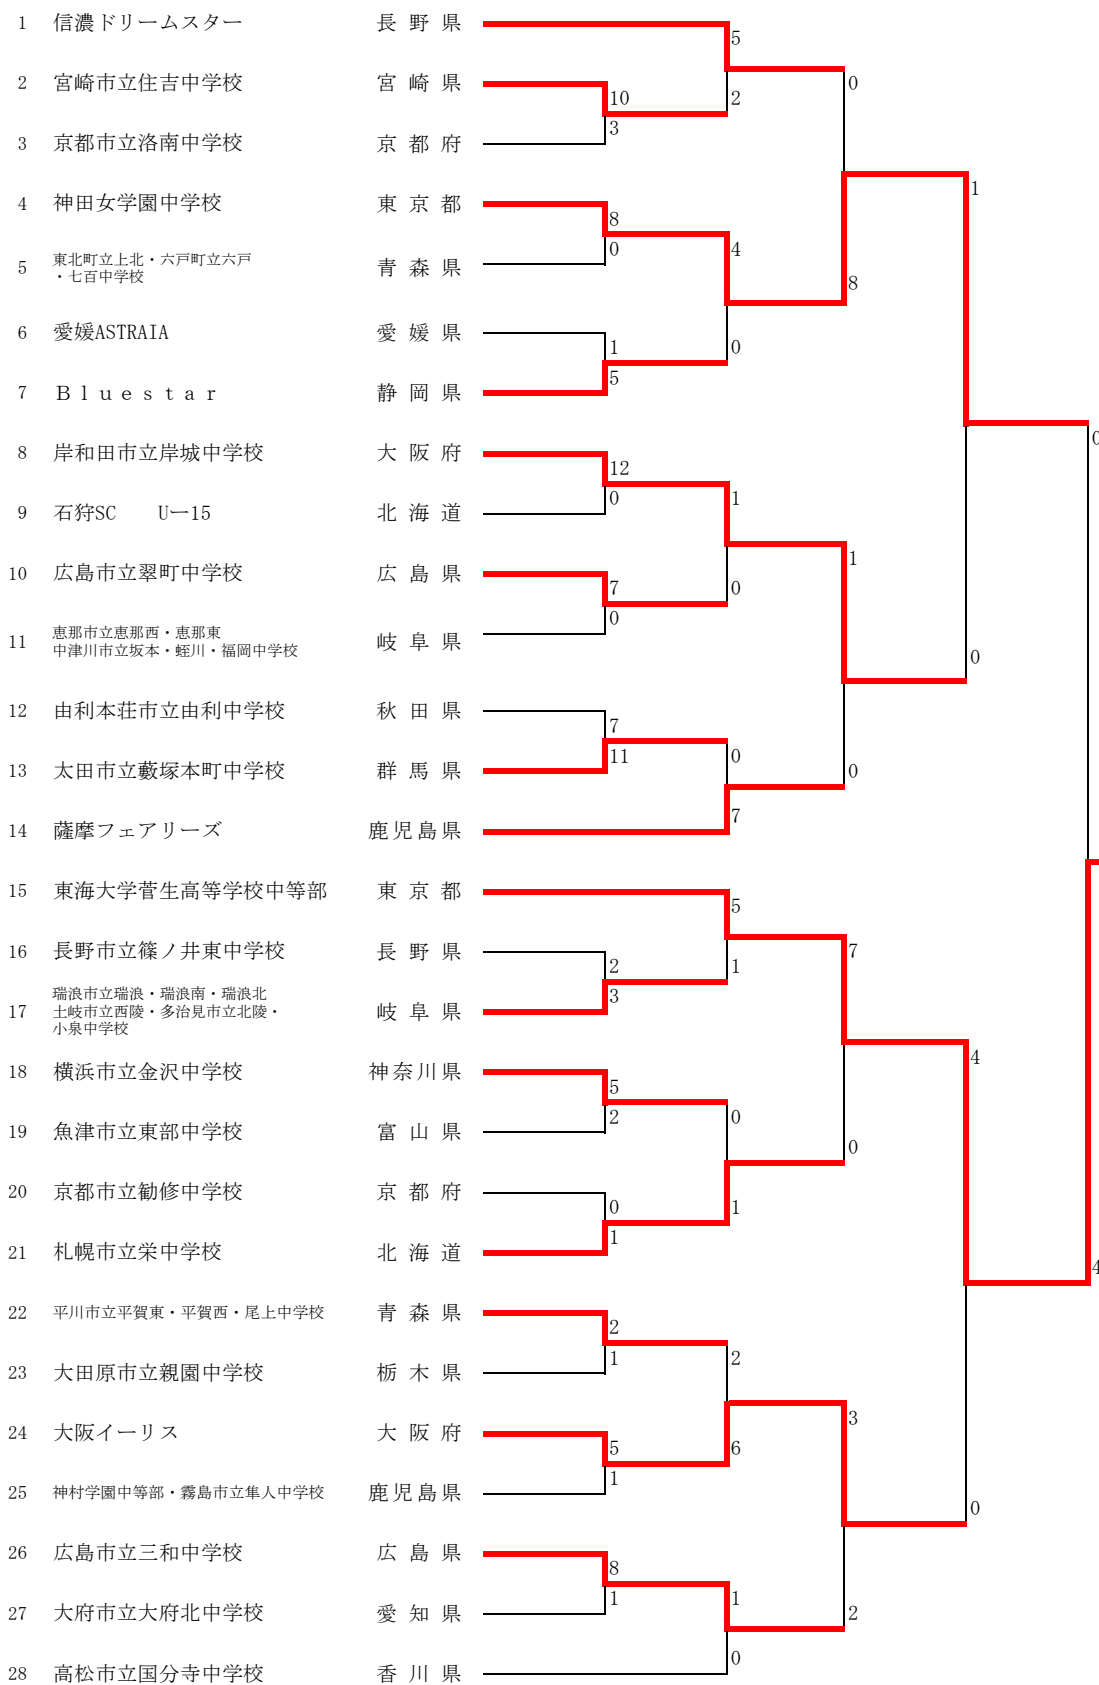 1 信濃ドリームスター 長野県
5
2 宮崎市立住吉中学校 宮崎県
0
10
2
3 京都市立洛南中学校 京都府
3
4 神田女学園中学校 東京都
1
8
5 東北町立上北・六戸町立六戸
・七百中学校 青森県
0
4
8
6 愛媛ASTRAIA 愛媛県
1
0
7 Bluestar 静岡県
5
8 岸和田市立岸城中学校 大阪府
0
12
9 石狩SC Uー15 北海道
0
1
10 広島市立翠町中学校 広島県
1
7
0
11 恵那市立恵那西・恵那東
中津川市立坂本・蛭川・福岡中学校 岐阜県
0
0
12 由利本荘市立由利中学校 秋田県
7
13 太田市立藪塚本町中学校 群馬県
11
0
0
14 薩摩フェアリーズ 鹿児島県
7
15 東海大学菅生高等学校中等部 東京都
5
16 長野市立篠ノ井東中学校 長野県
7
2
1
17 瑞浪市立瑞浪・瑞浪南・瑞浪北
土岐市立西陵・多治見市立北陵・
小泉中学校 岐阜県
3
18 横浜市立金沢中学校 神奈川県
4
5
19 魚津市立東部中学校 富山県
2
0
0
20 京都市立勧修中学校 京都府
0
1
21 札幌市立栄中学校 北海道
1
4
22 平川市立平賀東・平賀西・尾上中学校 青森県
2
23 大田原市立親園中学校 栃木県
1
2
24 大阪イーリス 大阪府
3
5
6
25 神村学園中等部・霧島市立隼人中学校 鹿児島県
1
0
26 広島市立三和中学校 広島県
8
27 大府市立大府北中学校 愛知県
1
1
2
28 高松市立国分寺中学校 香川県
0